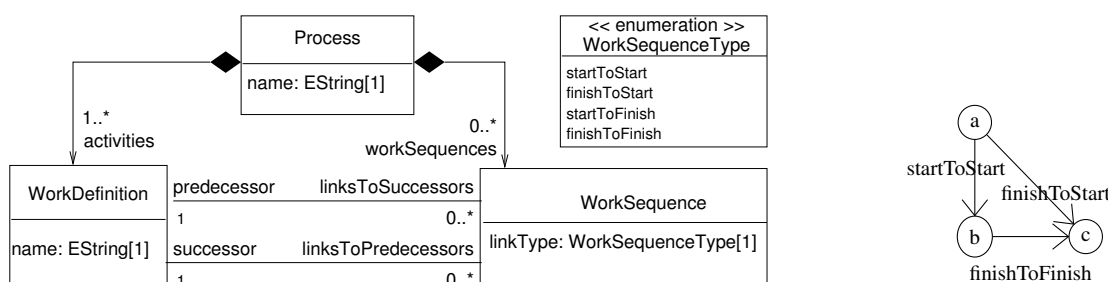 Process
name: EString[1]
<< enumeration >>
WorkSequenceType
startToStart
finishToStart
startToFinish
finishToFinish
1..*
activities
0..*
workSequences
WorkDefinition
name: EString[1]
predecessor
linksToSuccessors
1
0..*
successor
linksToPredecessors
1
0..*
WorkSequence
linkType: WorkSequenceType[1]
a
startToStart
finishToStart
b
c
finishToFinish